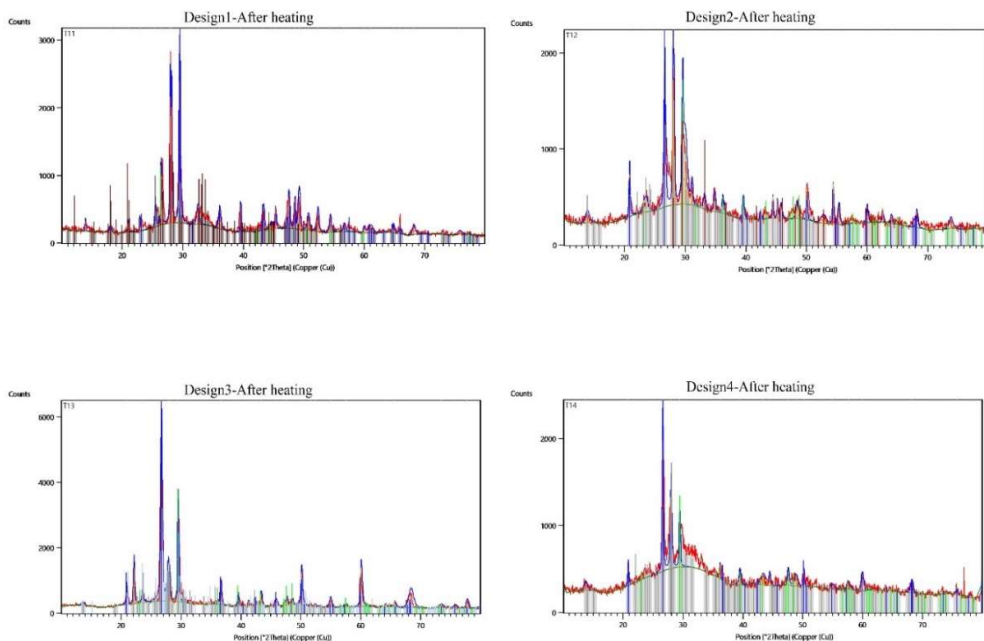 Design1-After heating
Counts
T11
3000
2000
1000
0
20
30
40
50
60
70
Position [°2Theta] (Copper (Cu))
Design2-After heating
Counts
T12
2000
1000
0
20
30
40
50
60
70
Position [°2Theta] (Copper (Cu))
Design3-After heating
Counts
T13
6000
4000
2000
0
20
30
40
50
60
70
Position [°2Theta] (Copper (Cu))
Design4-After heating
Counts
T14
2000
1000
0
20
30
40
50
60
70
Position [°2Theta] (Copper (Cu))